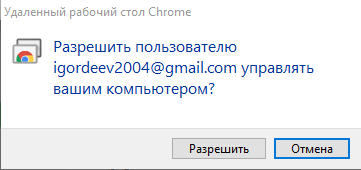 Удаленный рабочий стол Chrome
Разрешить пользователю
igordeev2004@gmail.com управлять
вашим компьютером?
Разрешить
Отмена